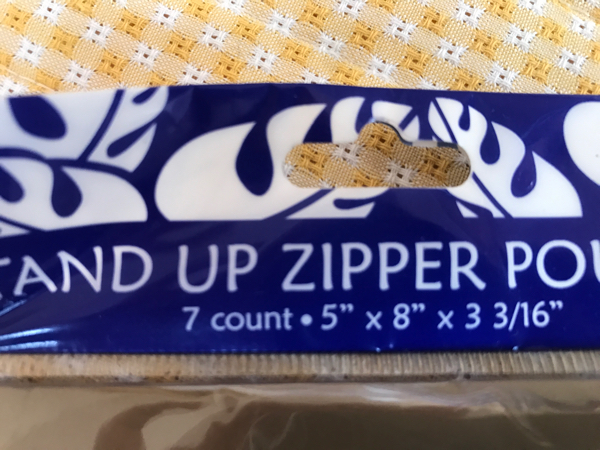 TAND UP ZIPPER POU
7 count • 5” x 8” x 3 3/16”